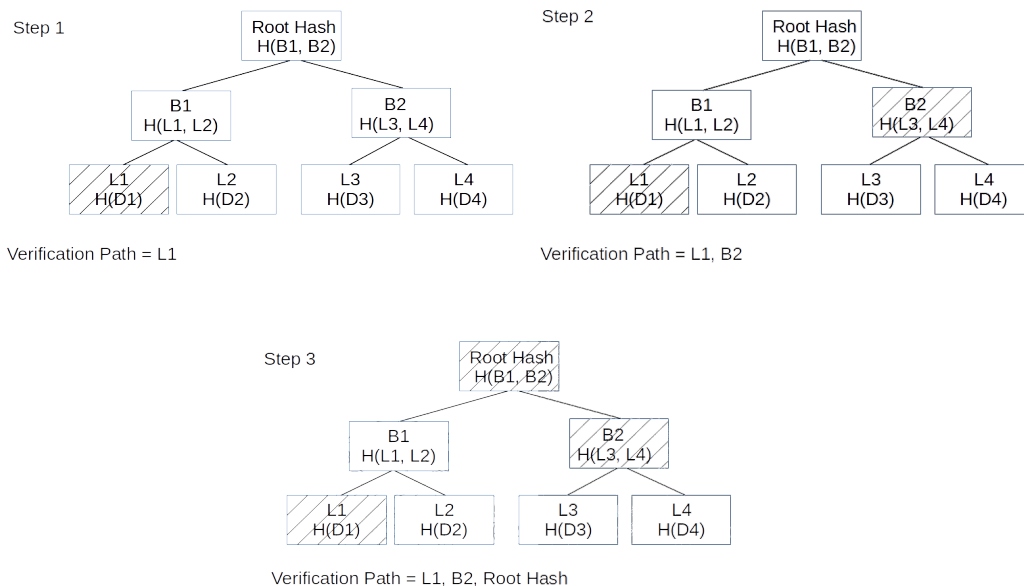 Step 1
Root Hash
H(B1, B2)
B1
H(L1, L2)
B2
H(L3, L4)
L1
H(D1)
L2
H(D2)
L3
H(D3)
L4
H(D4)
Verification Path = L1
Step 2
Root Hash
H(B1, B2)
B1
H(L1, L2)
B2
H(L3, L4)
L1
H(D1)
L2
H(D2)
L3
H(D3)
L4
H(D4)
Verification Path = L1, B2
Step 3
Root Hash
H(B1, B2)
B1
H(L1, L2)
B2
H(L3, L4)
L1
H(D1)
L2
H(D2)
L3
H(D3)
L4
H(D4)
Verification Path = L1, B2, Root Hash